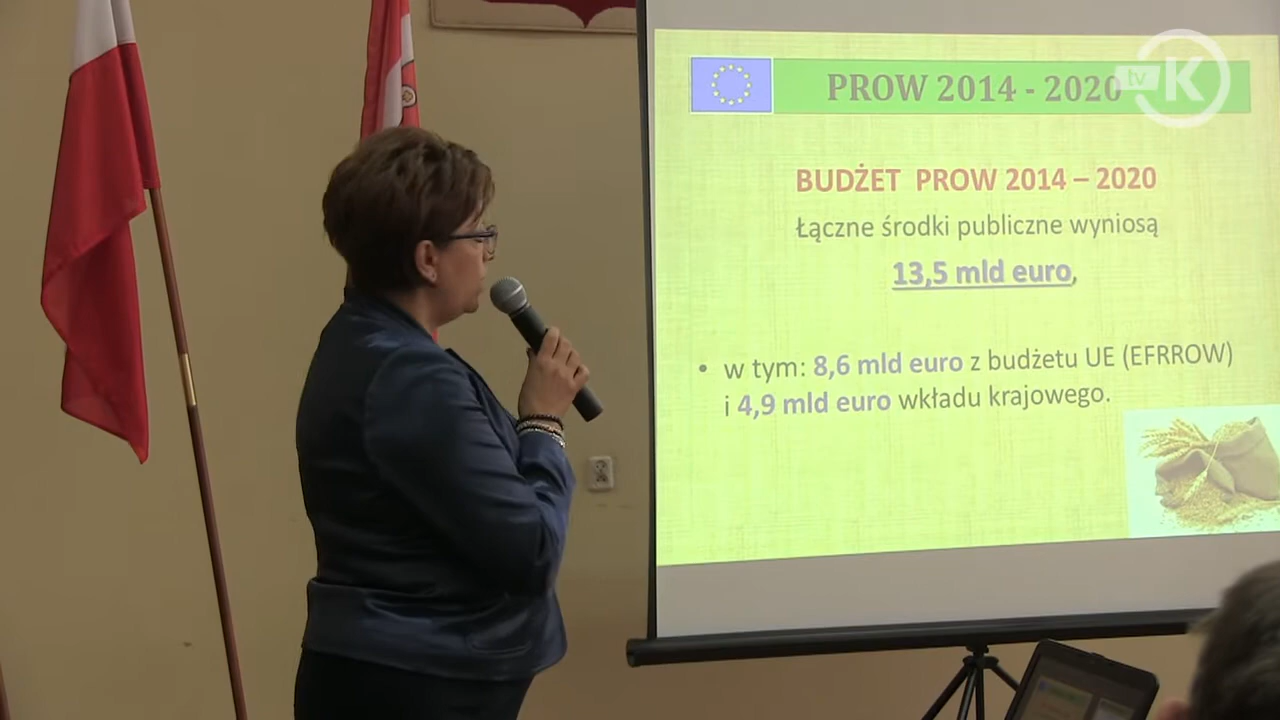 PROW 2014 - 2020
tv K
BUDŻET PROW 2014 – 2020
Łączne środki publiczne wyniosą
13,5 mld euro,
• w tym: 8,6 mld euro z budżetu UE (EFRROW)
i 4,9 mld euro wkładu krajowego.